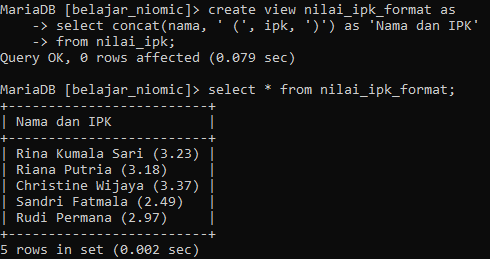 MariaDB [belajar_niomic]> create view nilai_ipk_format as
    -> select concat(nama, ' (', ipk, ')') as 'Nama dan IPK'
    -> from nilai_ipk;
Query OK, 0 rows affected (0.079 sec)
MariaDB [belajar_niomic]> select * from nilai_ipk_format;
+-------------------------+
| Nama dan IPK            |
+-------------------------+
| Rina Kumala Sari (3.23) |
| Riana Putria (3.18)     |
| Christine Wijaya (3.37) |
| Sandri Fatmala (2.49)   |
| Rudi Permana (2.97)     |
+-------------------------+
5 rows in set (0.002 sec)